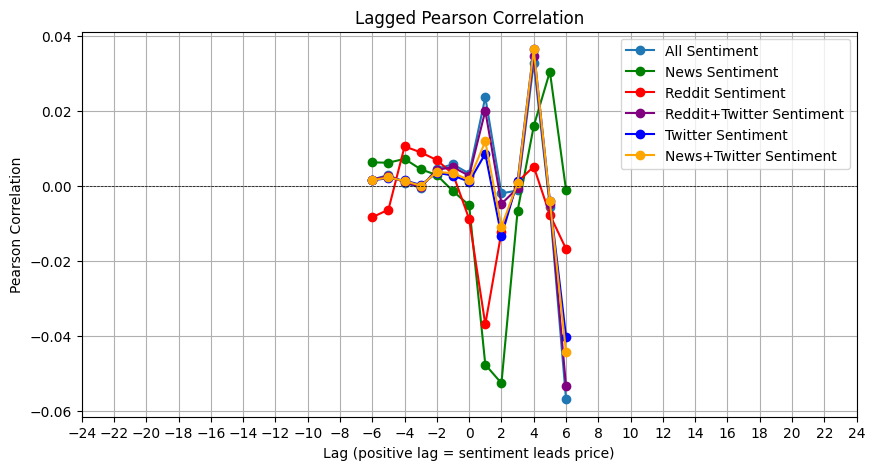 Lagged Pearson Correlation
0.04
0.02
0.00
−0.02
−0.04
−0.06
Pearson Correlation
All Sentiment
News Sentiment
Reddit Sentiment
Reddit+Twitter Sentiment
Twitter Sentiment
News+Twitter Sentiment
−24 −22 −20 −18 −16 −14 −12 −10 −8 −6 −4 −2 0 2 4 6 8 10 12 14 16 18 20 22 24
Lag (positive lag = sentiment leads price)